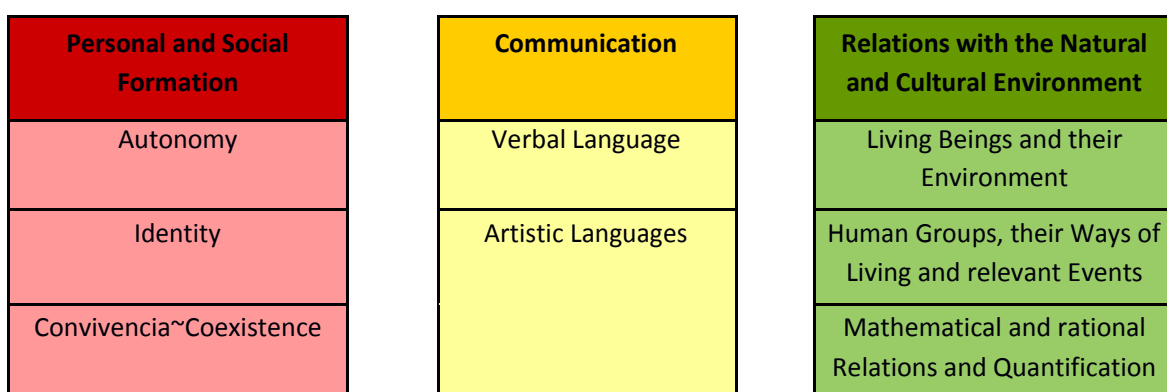 Personal and Social
Formation
Autonomy
Identity
Convivencia~Coexistence
Communication
Verbal Language
Artistic Languages
Relations with the Natural
and Cultural Environment
Living Beings and their
Environment
Human Groups, their Ways of
Living and relevant Events
Mathematical and rational
Relations and Quantification